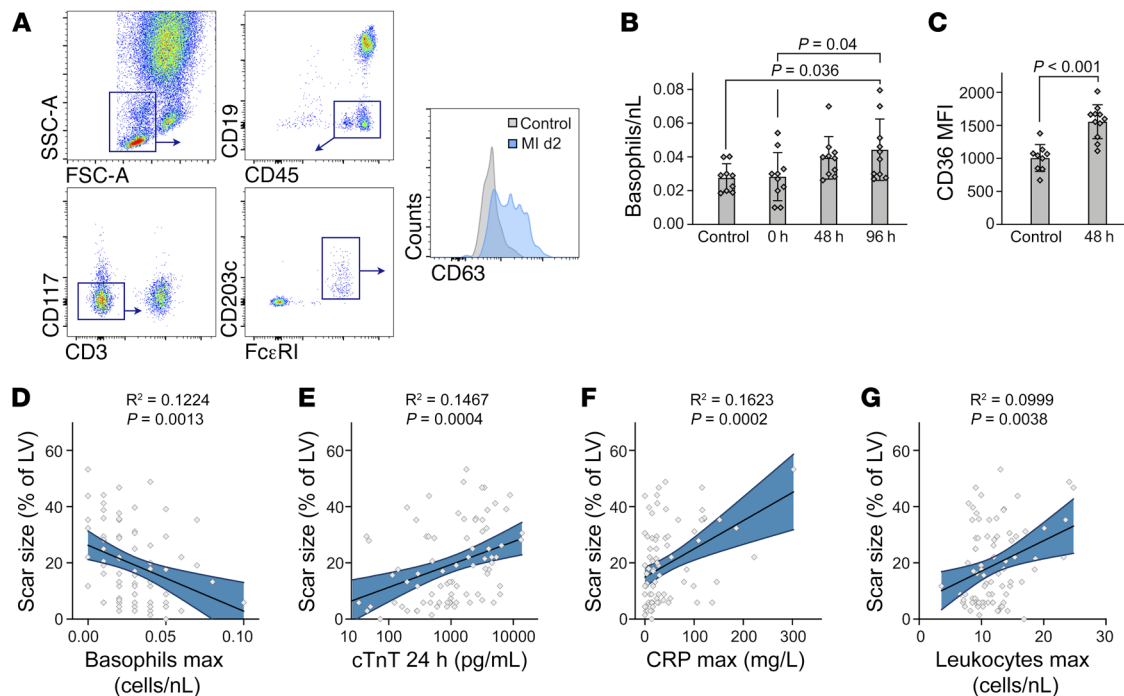 A
SSC-A
FSC-A
CD19
CD45
CD117
CD3
CD203c
FcεRI
Counts
CD63
Control
MI d2
B
P = 0.04
P = 0.036
Basophils/nL
0.08
0.06
0.04
0.02
0.00
Control 0 h 48 h 96 h
C
P < 0.001
CD36 MFI
2000
1500
1000
500
0
Control 48 h
D
R² = 0.1224
P = 0.0013
Scar size (% of LV)
60
40
20
0
0.00 0.05 0.10
Basophils max
(cells/nL)
E
R² = 0.1467
P = 0.0004
Scar size (% of LV)
60
40
20
0
10 100 1000 10000
cTnT 24 h (pg/mL)
F
R² = 0.1623
P = 0.0002
Scar size (% of LV)
60
40
20
0
0 100 200 300
CRP max (mg/L)
G
R² = 0.0999
P = 0.0038
Scar size (% of LV)
60
40
20
0
0 10 20 30
Leukocytes max
(cells/nL)